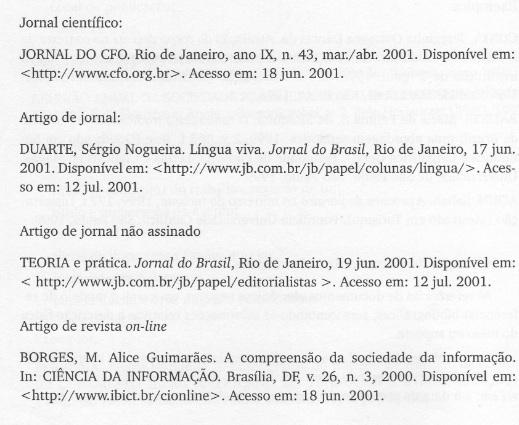 Jornal científico:
JORNAL DO CFO. Rio de Janeiro, ano IX, n. 43, mar./abr. 2001. Disponível em:
<http://www.cfo.org.br>. Acesso em: 18 jun. 2001.
Artigo de jornal:
DUARTE, Sérgio Nogueira. Língua viva. Jornal do Brasil, Rio de Janeiro, 17 jun.
2001. Disponível em: <http://www.jb.com.br/jb/papel/colunas/lingua/>. Aces-
so em: 12 jul. 2001.
Artigo de jornal não assinado
TEORIA e prática. Jornal do Brasil, Rio de Janeiro, 19 jun. 2001. Disponível em:
< http://www.jb.com.br/jb/papel/editorialistas >. Acesso em: 12 jul. 2001.
Artigo de revista on-line
BORGES, M. Alice Guimarães. A compreensão da sociedade da informação.
In: CIÊNCIA DA INFORMAÇÃO. Brasília, DF, v. 26, n. 3, 2000. Disponível em:
<http://www.ibict.br/cionline>. Acesso em: 18 jun. 2001.